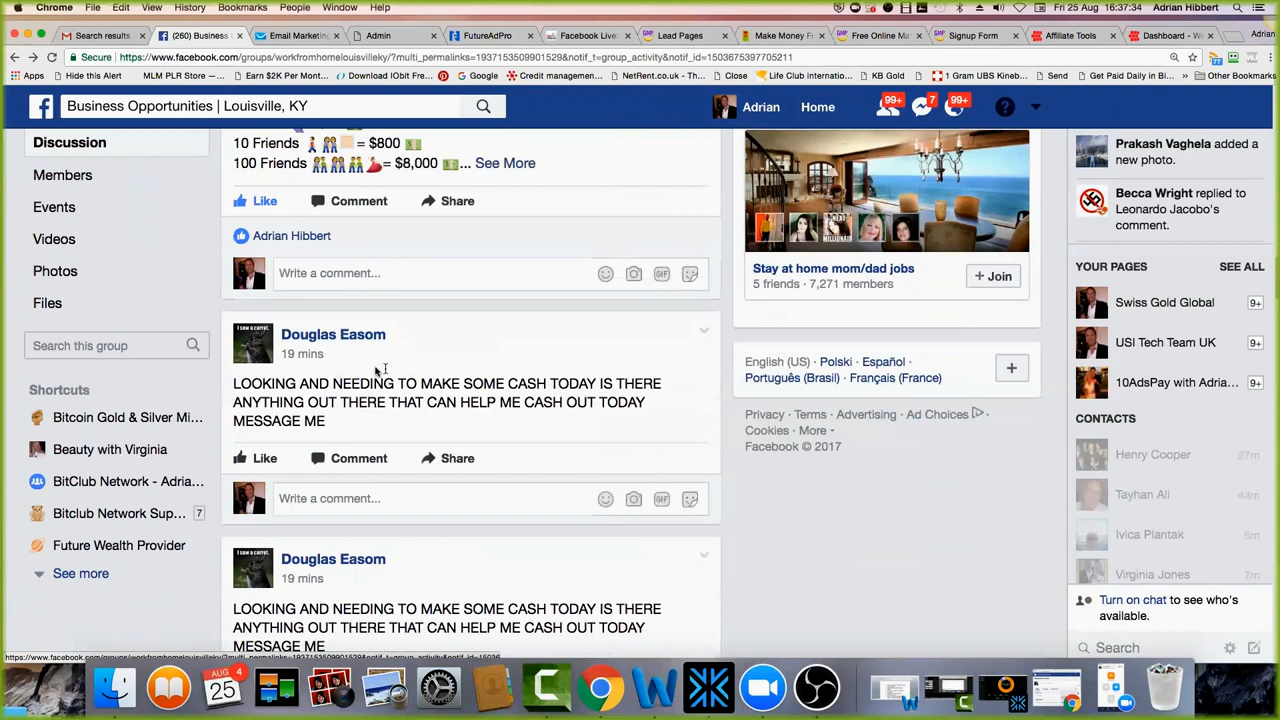 Chrome File Edit View History Bookmarks People Window Help
Fri 25 Aug 16:37:34 Adrian Hibbert
Search results
(260) Business
Email Marketing
Admin
FutureAdPro
Facebook Live
Lead Pages
Make Money F
Free Online Ma
Signup Form
Affiliate Tools
Dashboard - We
Adrian
Secure https://www.facebook.com/groups/workfromhomelouisvilleky/?multi_permalinks=1937153509901529&notif_t=group_activity&notif_id=1503675397705211
Apps Hide this Alert MLM PLR Store Earn $2K Per Mont... Download IObit Fre... Pinterest Google Credit managemen... NetRent.co.uk - Th... Close Life Club internatio... KB Gold 1 Gram UBS Kineb... Send Get Paid Daily in Bi... Other Bookmarks
Business Opportunities | Louisville, KY
Adrian Home 99+ 7 99+ ?
Discussion
Members
Events
Videos
Photos
Files
Search this group
Shortcuts
Bitcoin Gold & Silver Mi...
Beauty with Virginia
BitClub Network - Adria...
Bitclub Network Sup... 7
Future Wealth Provider
See more
10 Friends = $800
100 Friends = $8,000 ... See More
Like Comment Share
Adrian Hibbert
Write a comment... GIF
I saw a carrot.
Douglas Easom
19 mins
LOOKING AND NEEDING TO MAKE SOME CASH TODAY IS THERE
ANYTHING OUT THERE THAT CAN HELP ME CASH OUT TODAY
MESSAGE ME
Like Comment Share
Write a comment... GIF
I saw a carrot.
Douglas Easom
19 mins
LOOKING AND NEEDING TO MAKE SOME CASH TODAY IS THERE
ANYTHING OUT THERE THAT CAN HELP ME CASH OUT TODAY
MESSAGE ME
Stay at home mom/dad jobs
5 friends · 7,271 members
+ Join
English (US) · Polski · Español ·
Português (Brasil) · Français (France)
Privacy · Terms · Advertising · Ad Choices ·
Cookies · More
Facebook © 2017
Prakash Vaghela added a
new photo.
Becca Wright replied to
Leonardo Jacobo's
comment.
YOUR PAGES SEE ALL
Swiss Gold Global 9+
USI Tech Team UK 9+
10AdsPay with Adria... 9+
CONTACTS
Henry Cooper 27m
Tayhan Ali 44m
Ivica Plantak 5m
Virginia Jones 7m
Turn on chat to see who's
available.
Search
AUG 4
25